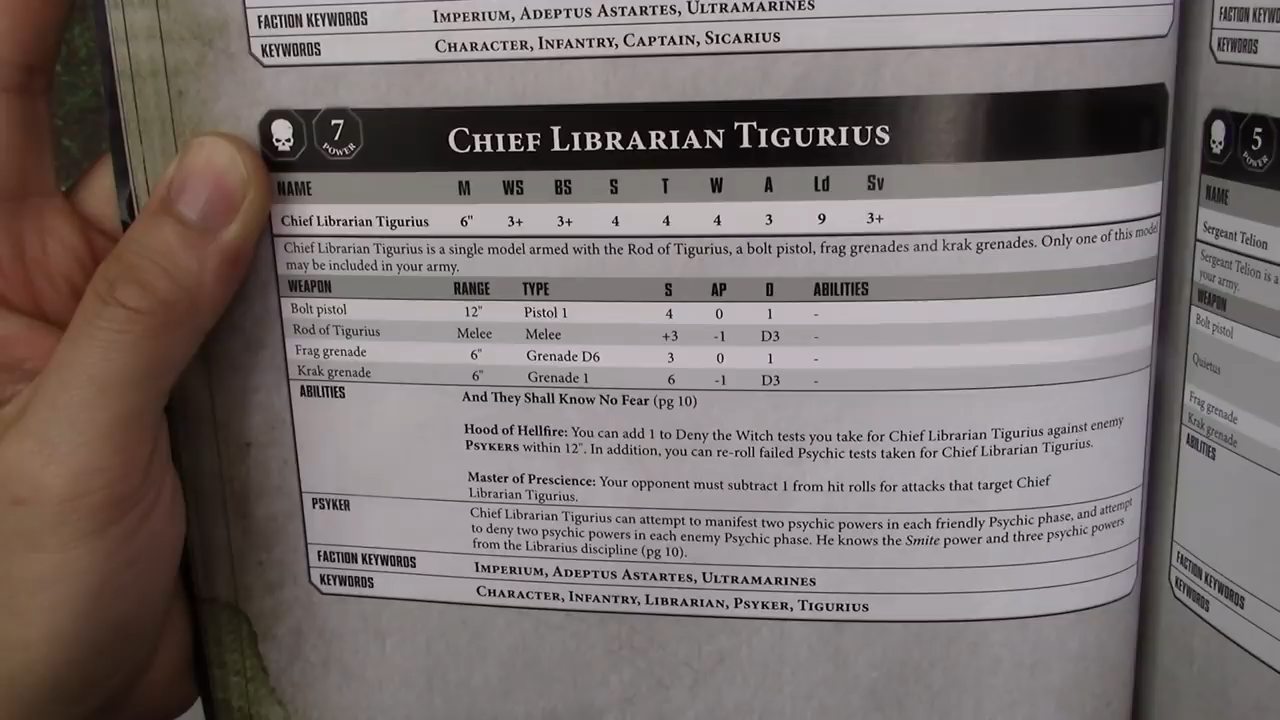 FACTION KEYWORDS IMPERIUM, ADEPTUS ASTARTES, ULTRAMARINES
KEYWORDS CHARACTER, INFANTRY, CAPTAIN, SICARIUS
7 POWER CHIEF LIBRARIAN TIGURIUS
NAME M WS BS S T W A Ld Sv
Chief Librarian Tigurius 6" 3+ 3+ 4 4 4 3 9 3+
Chief Librarian Tigurius is a single model armed with the Rod of Tigurius, a bolt pistol, frag grenades and krak grenades. Only one of this model
may be included in your army.
WEAPON RANGE TYPE S AP D ABILITIES
Bolt pistol 12" Pistol 1 4 0 1 -
Rod of Tigurius Melee Melee +3 -1 D3 -
Frag grenade 6" Grenade D6 3 0 1 -
Krak grenade 6" Grenade 1 6 -1 D3 -
ABILITIES And They Shall Know No Fear (pg 10)
Hood of Hellfire: You can add 1 to Deny the Witch tests you take for Chief Librarian Tigurius against enemy
PSYKERS within 12". In addition, you can re-roll failed Psychic tests taken for Chief Librarian Tigurius.
Master of Prescience: Your opponent must subtract 1 from hit rolls for attacks that target Chief
Librarian Tigurius.
PSYKER Chief Librarian Tigurius can attempt to manifest two psychic powers in each friendly Psychic phase, and attempt
to deny two psychic powers in each enemy Psychic phase. He knows the Smite power and three psychic powers
from the Librarius discipline (pg 10).
FACTION KEYWORDS IMPERIUM, ADEPTUS ASTARTES, ULTRAMARINES
KEYWORDS CHARACTER, INFANTRY, LIBRARIAN, PSYKER, TIGURIUS
FACTION
KEYWORDS
5 POWER
NAME
Sergeant Telion
Sergeant Telion is a
your army.
WEAPON
Bolt pistol
Quietus
Frag grenade
Krak grenade
ABILITIES
FACTION KEYWORDS
KEYWORDS